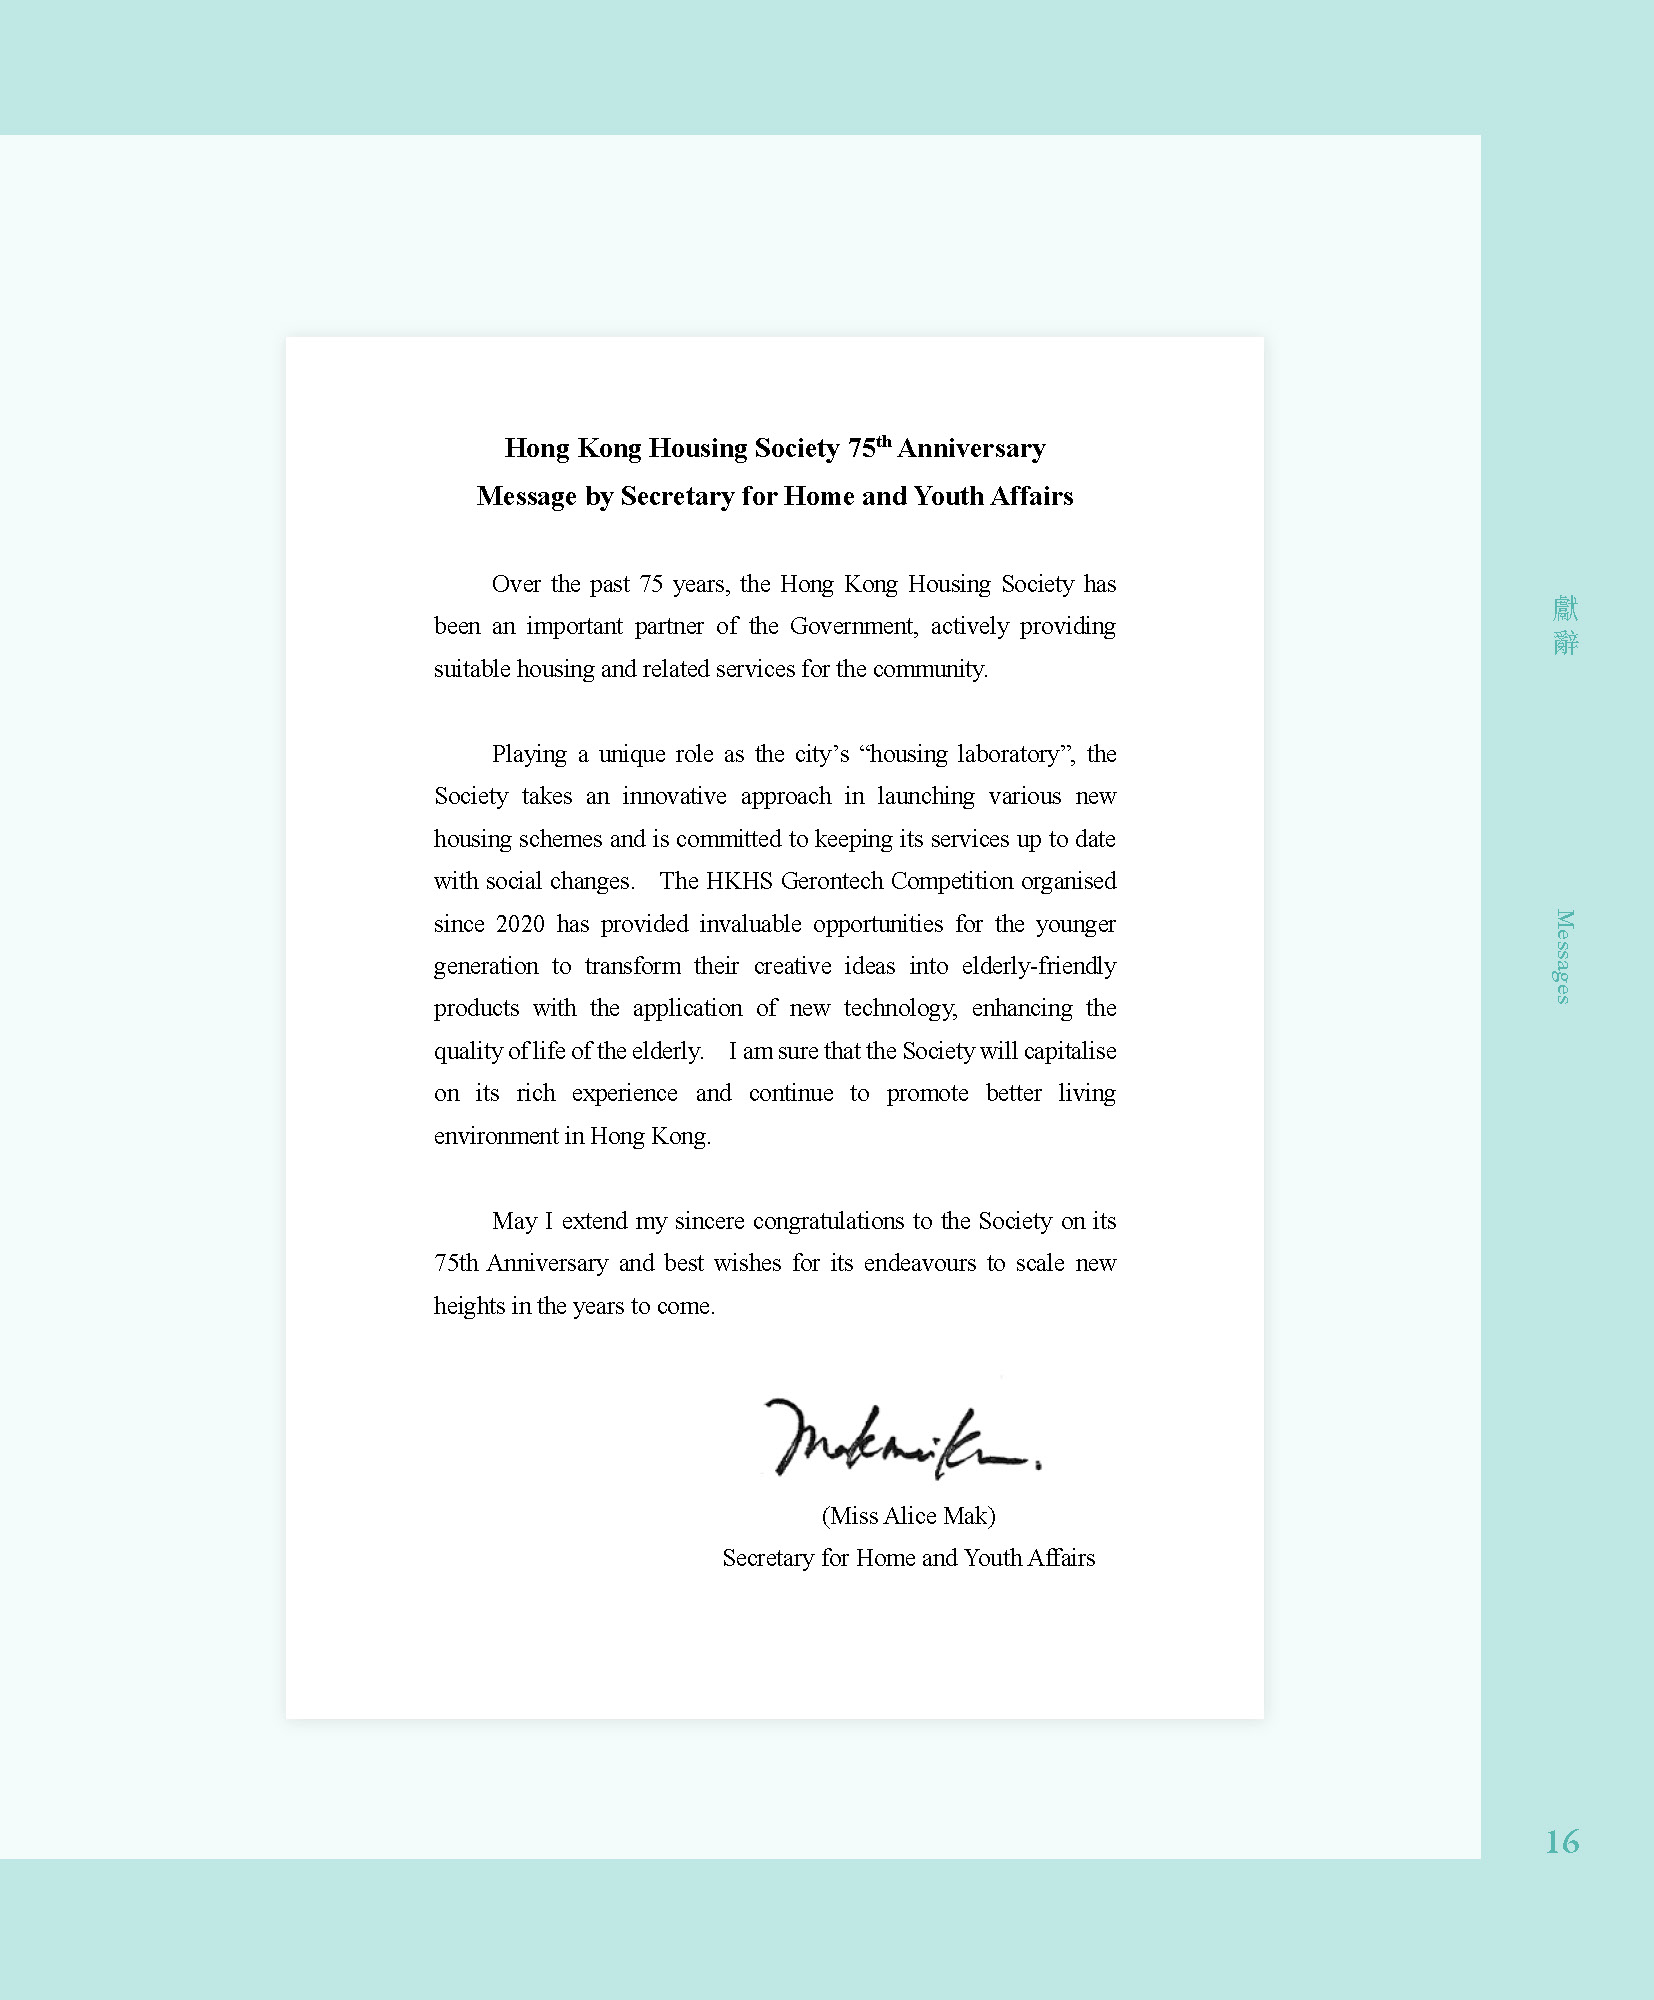 Hong Kong Housing Society 75th Anniversary
Message by Secretary for Home and Youth Affairs
Over the past 75 years, the Hong Kong Housing Society has
been an important partner of the Government, actively providing
suitable housing and related services for the community.
Playing a unique role as the city’s “housing laboratory”, the
Society takes an innovative approach in launching various new
housing schemes and is committed to keeping its services up to date
with social changes. The HKHS Gerontech Competition organised
since 2020 has provided invaluable opportunities for the younger
generation to transform their creative ideas into elderly-friendly
products with the application of new technology, enhancing the
quality of life of the elderly. I am sure that the Society will capitalise
on its rich experience and continue to promote better living
environment in Hong Kong.
May I extend my sincere congratulations to the Society on its
75th Anniversary and best wishes for its endeavours to scale new
heights in the years to come.
(Miss Alice Mak)
Secretary for Home and Youth Affairs
獻辭
Messages
16